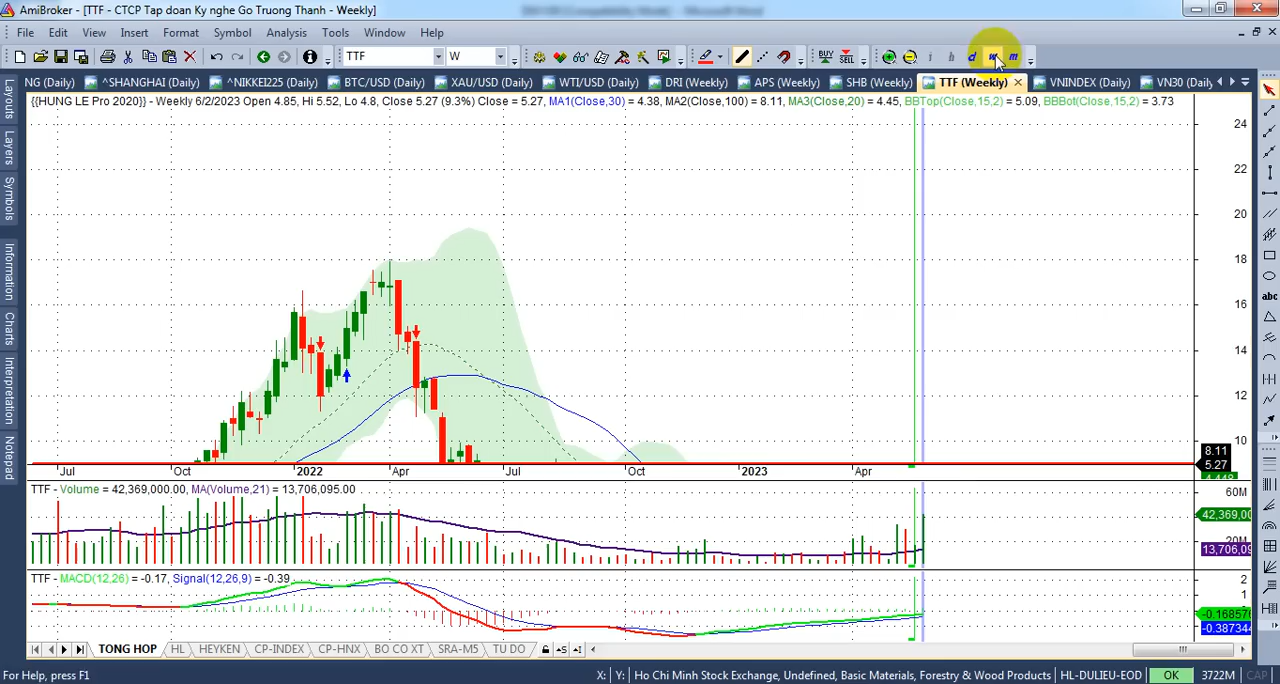 AmiBroker - [TTF - CTCP Tap doan Ky nghe Go Truong Thanh - Weekly]
File Edit View Insert Format Symbol Analysis Tools Window Help
TTF W BUY SELL i h d w m
NG (Daily) ^SHANGHAI (Daily) ^NIKKEI225 (Daily) BTC/USD (Daily) XAU/USD (Daily) WTI/USD (Daily) DRI (Weekly) APS (Weekly) SHB (Weekly) TTF (Weekly) VNINDEX (Daily) VN30 (Daily)
Layouts
Layers
Symbols
Information
Charts
Interpretation
Notepad
{{HUNG LE Pro 2020}} - Weekly 6/2/2023 Open 4.85, Hi 5.52, Lo 4.8, Close 5.27 (9.3%) Close = 5.27, MA1(Close,30) = 4.38, MA2(Close,100) = 8.11, MA3(Close,20) = 4.45, BBTop(Close,15,2) = 5.09, BBBot(Close,15,2) = 3.73
24
22
20
18
16
14
12
10
8.11
5.27
Jul Oct 2022 Apr Jul Oct 2023 Apr
TTF - Volume = 42,369,000.00, MA(Volume,21) = 13,706,095.00
60M
42,369,00
20M
13,706,09
TTF - MACD(12,26) = -0.17, Signal(12,26,9) = -0.39
2
1
-0.16857
-0.387344
TONG HOP HL HEYKEN CP-INDEX CP-HNX BO CO XT SRA-M5 TU DO
abc
For Help, press F1 X: Y: Ho Chi Minh Stock Exchange, Undefined, Basic Materials, Forestry & Wood Products HL-DULIEU-EOD OK 3722M CAP